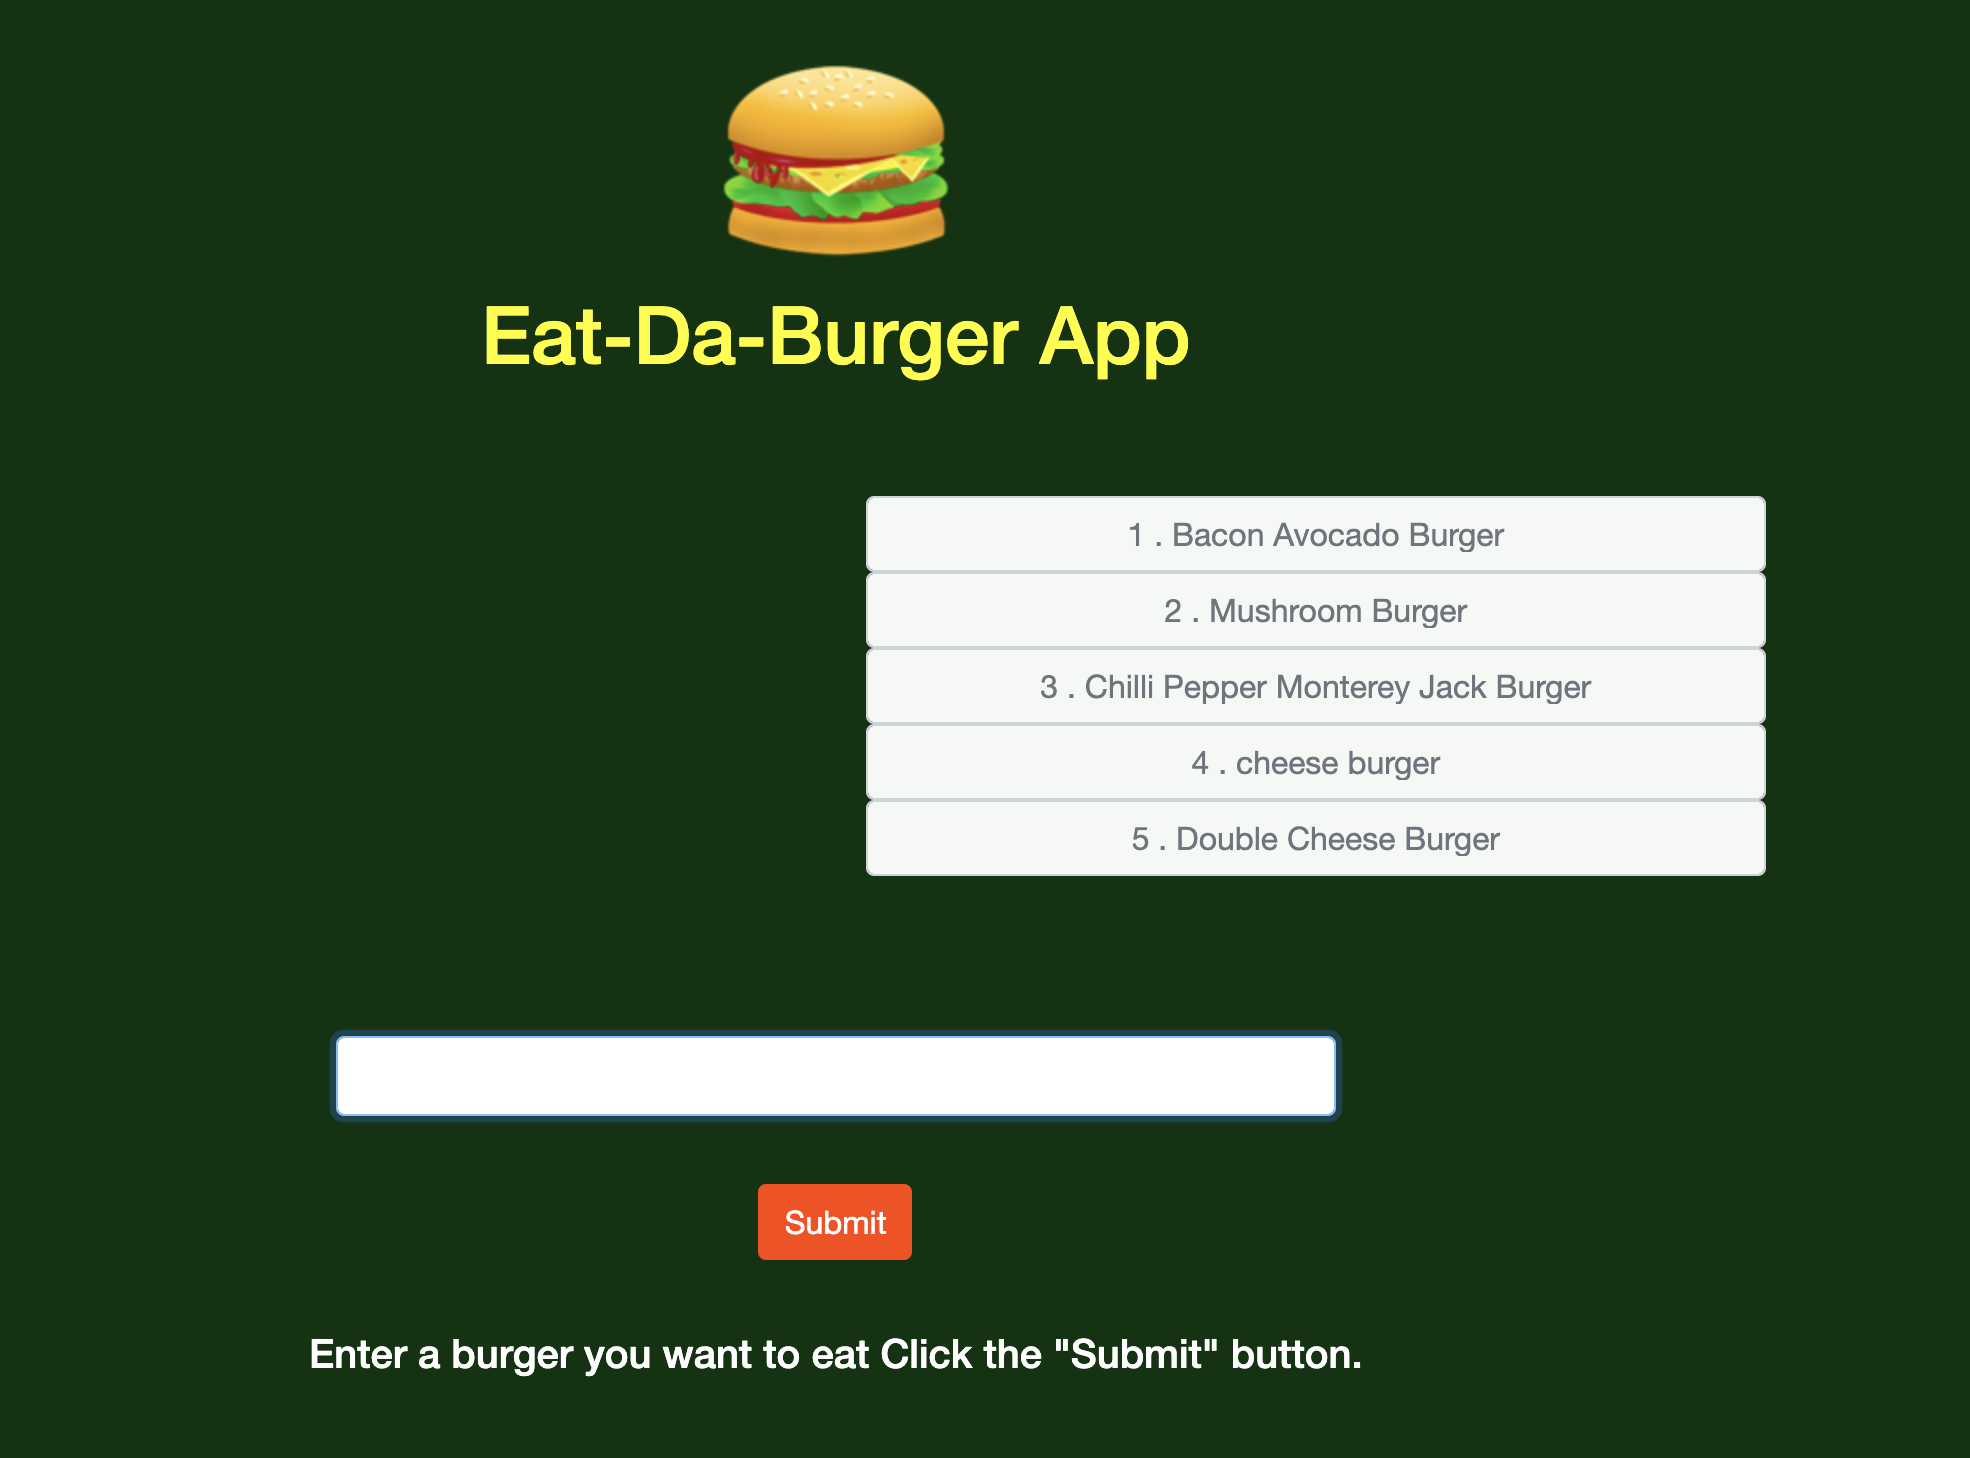 Eat-Da-Burger App
1 . Bacon Avocado Burger
2 . Mushroom Burger
3 . Chilli Pepper Monterey Jack Burger
4 . cheese burger
5 . Double Cheese Burger
Submit
Enter a burger you want to eat Click the "Submit" button.